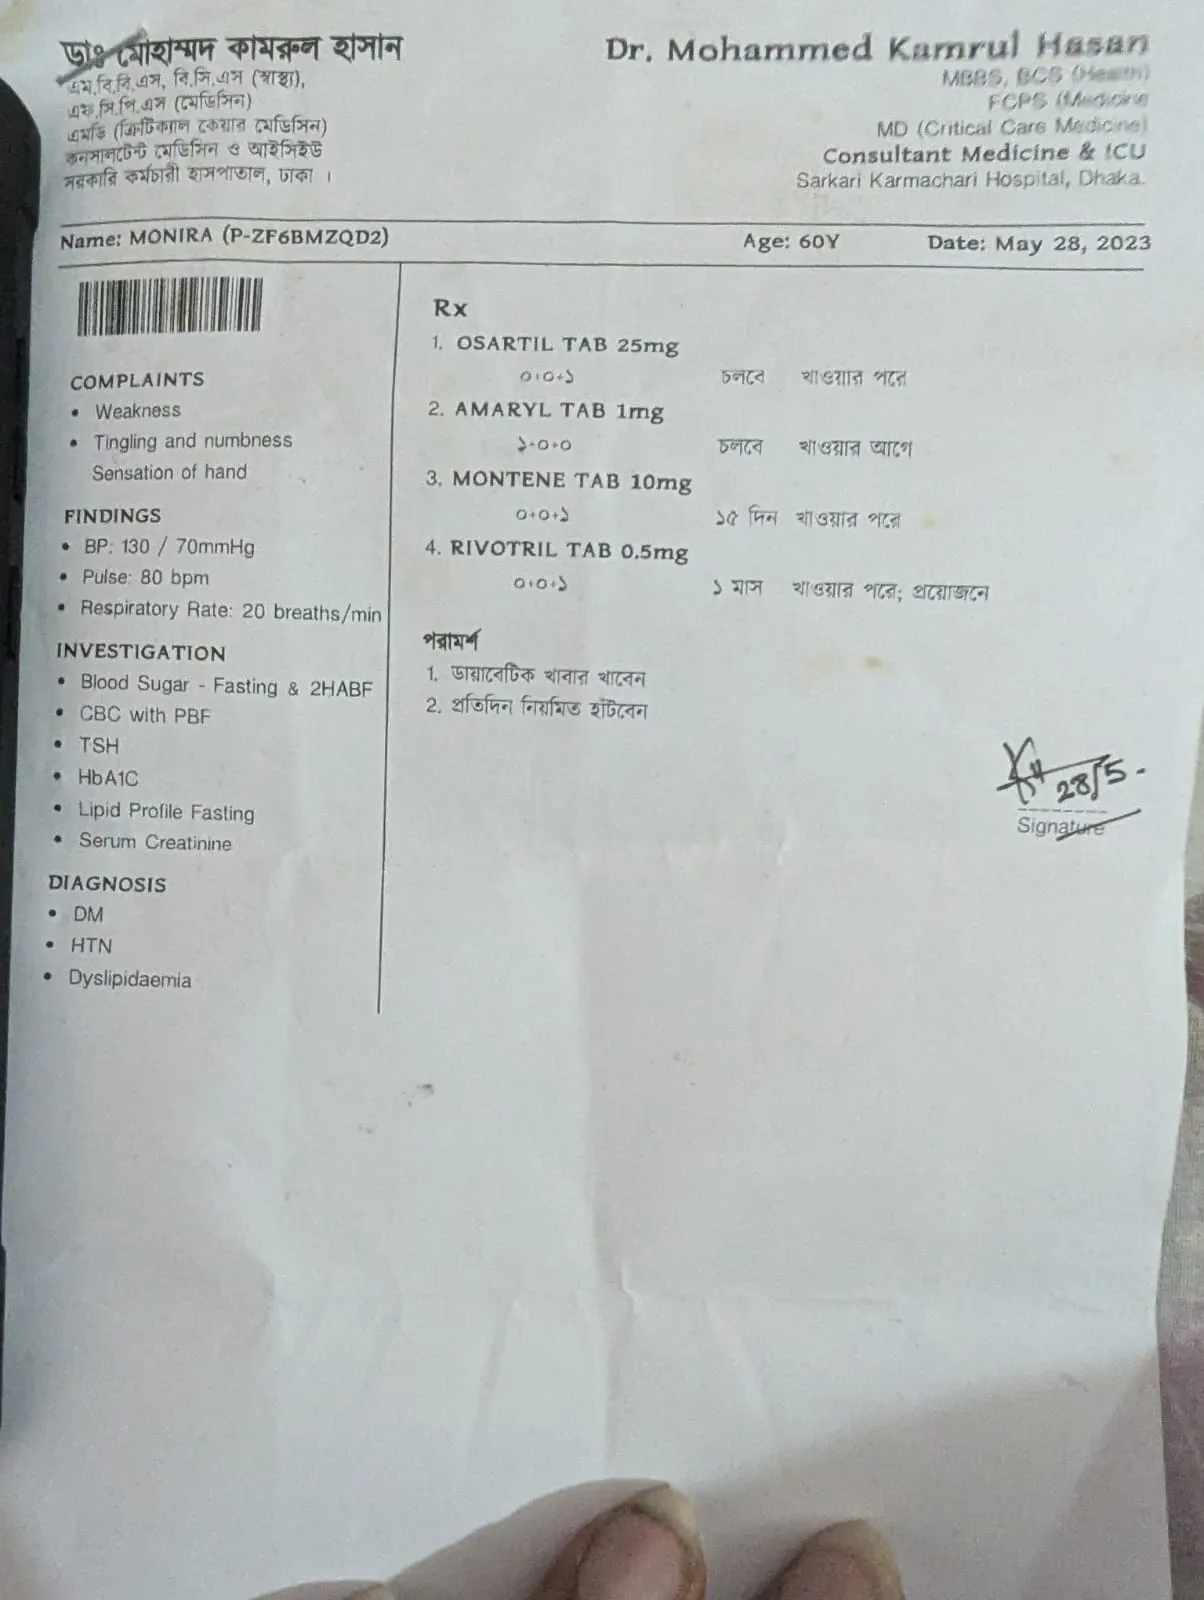 ডাঃ মোহাম্মদ কামরুল হাসান
এম.বি.বি.এস, বি.সি.এস (স্বাস্থ্য),
এফ.সি.পি.এস (মেডিসিন)
এমডি (ক্রিটিক্যাল কেয়ার মেডিসিন)
কনসালটেন্ট মেডিসিন ও আইসিইউ
সরকারি কর্মচারী হাসপাতাল, ঢাকা ।
Dr. Mohammed Kamrul Hasan
MBBS, BCS (Health)
FCPS (Medicine
MD (Critical Care Medicine)
Consultant Medicine & ICU
Sarkari Karmachari Hospital, Dhaka.
Name: MONIRA (P-ZF6BMZQD2) Age: 60Y Date: May 28, 2023
COMPLAINTS
• Weakness
• Tingling and numbness
Sensation of hand
FINDINGS
• BP: 130 / 70mmHg
• Pulse: 80 bpm
• Respiratory Rate: 20 breaths/min
INVESTIGATION
• Blood Sugar - Fasting & 2HABF
• CBC with PBF
• TSH
• HbA1C
• Lipid Profile Fasting
• Serum Creatinine
DIAGNOSIS
• DM
• HTN
• Dyslipidaemia
Rx
1. OSARTIL TAB 25mg
০+০+১ চলবে খাওয়ার পরে
2. AMARYL TAB 1mg
১+০+০ চলবে খাওয়ার আগে
3. MONTENE TAB 10mg
০+০+১ ১৫ দিন খাওয়ার পরে
4. RIVOTRIL TAB 0.5mg
০+০+১ ১ মাস খাওয়ার পরে; প্রয়োজনে
পরামর্শ
1. ডায়াবেটিক খাবার খাবেন
2. প্রতিদিন নিয়মিত হাঁটবেন
28/5
Signature